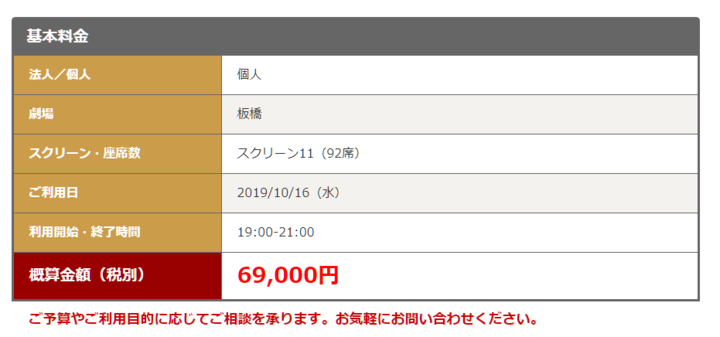 基本料金
法人／個人 個人
劇場 板橋
スクリーン・座席数 スクリーン11（92席）
ご利用日 2019/10/16（水）
利用開始・終了時間 19:00-21:00
概算金額（税別） 69,000円
ご予算やご利用目的に応じてご相談を承ります。お気軽にお問い合わせください。